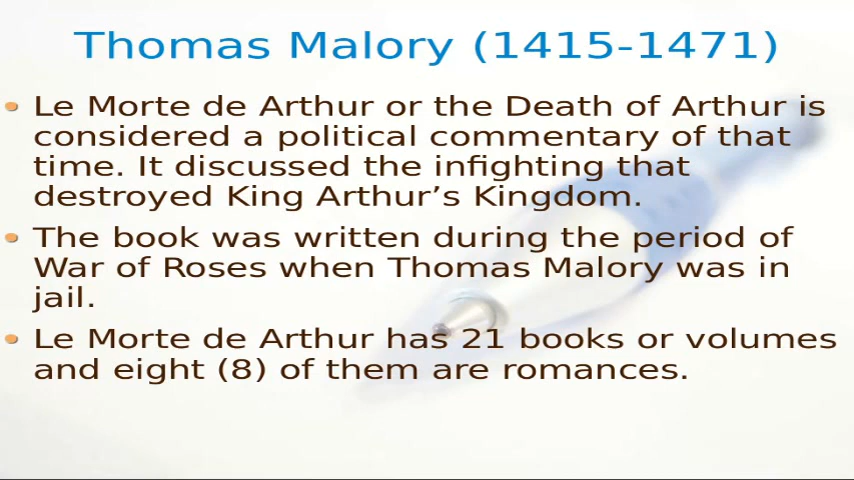 Thomas Malory (1415-1471)
• Le Morte de Arthur or the Death of Arthur is
considered a political commentary of that
time. It discussed the infighting that
destroyed King Arthur’s Kingdom.
• The book was written during the period of
War of Roses when Thomas Malory was in
jail.
• Le Morte de Arthur has 21 books or volumes
and eight (8) of them are romances.